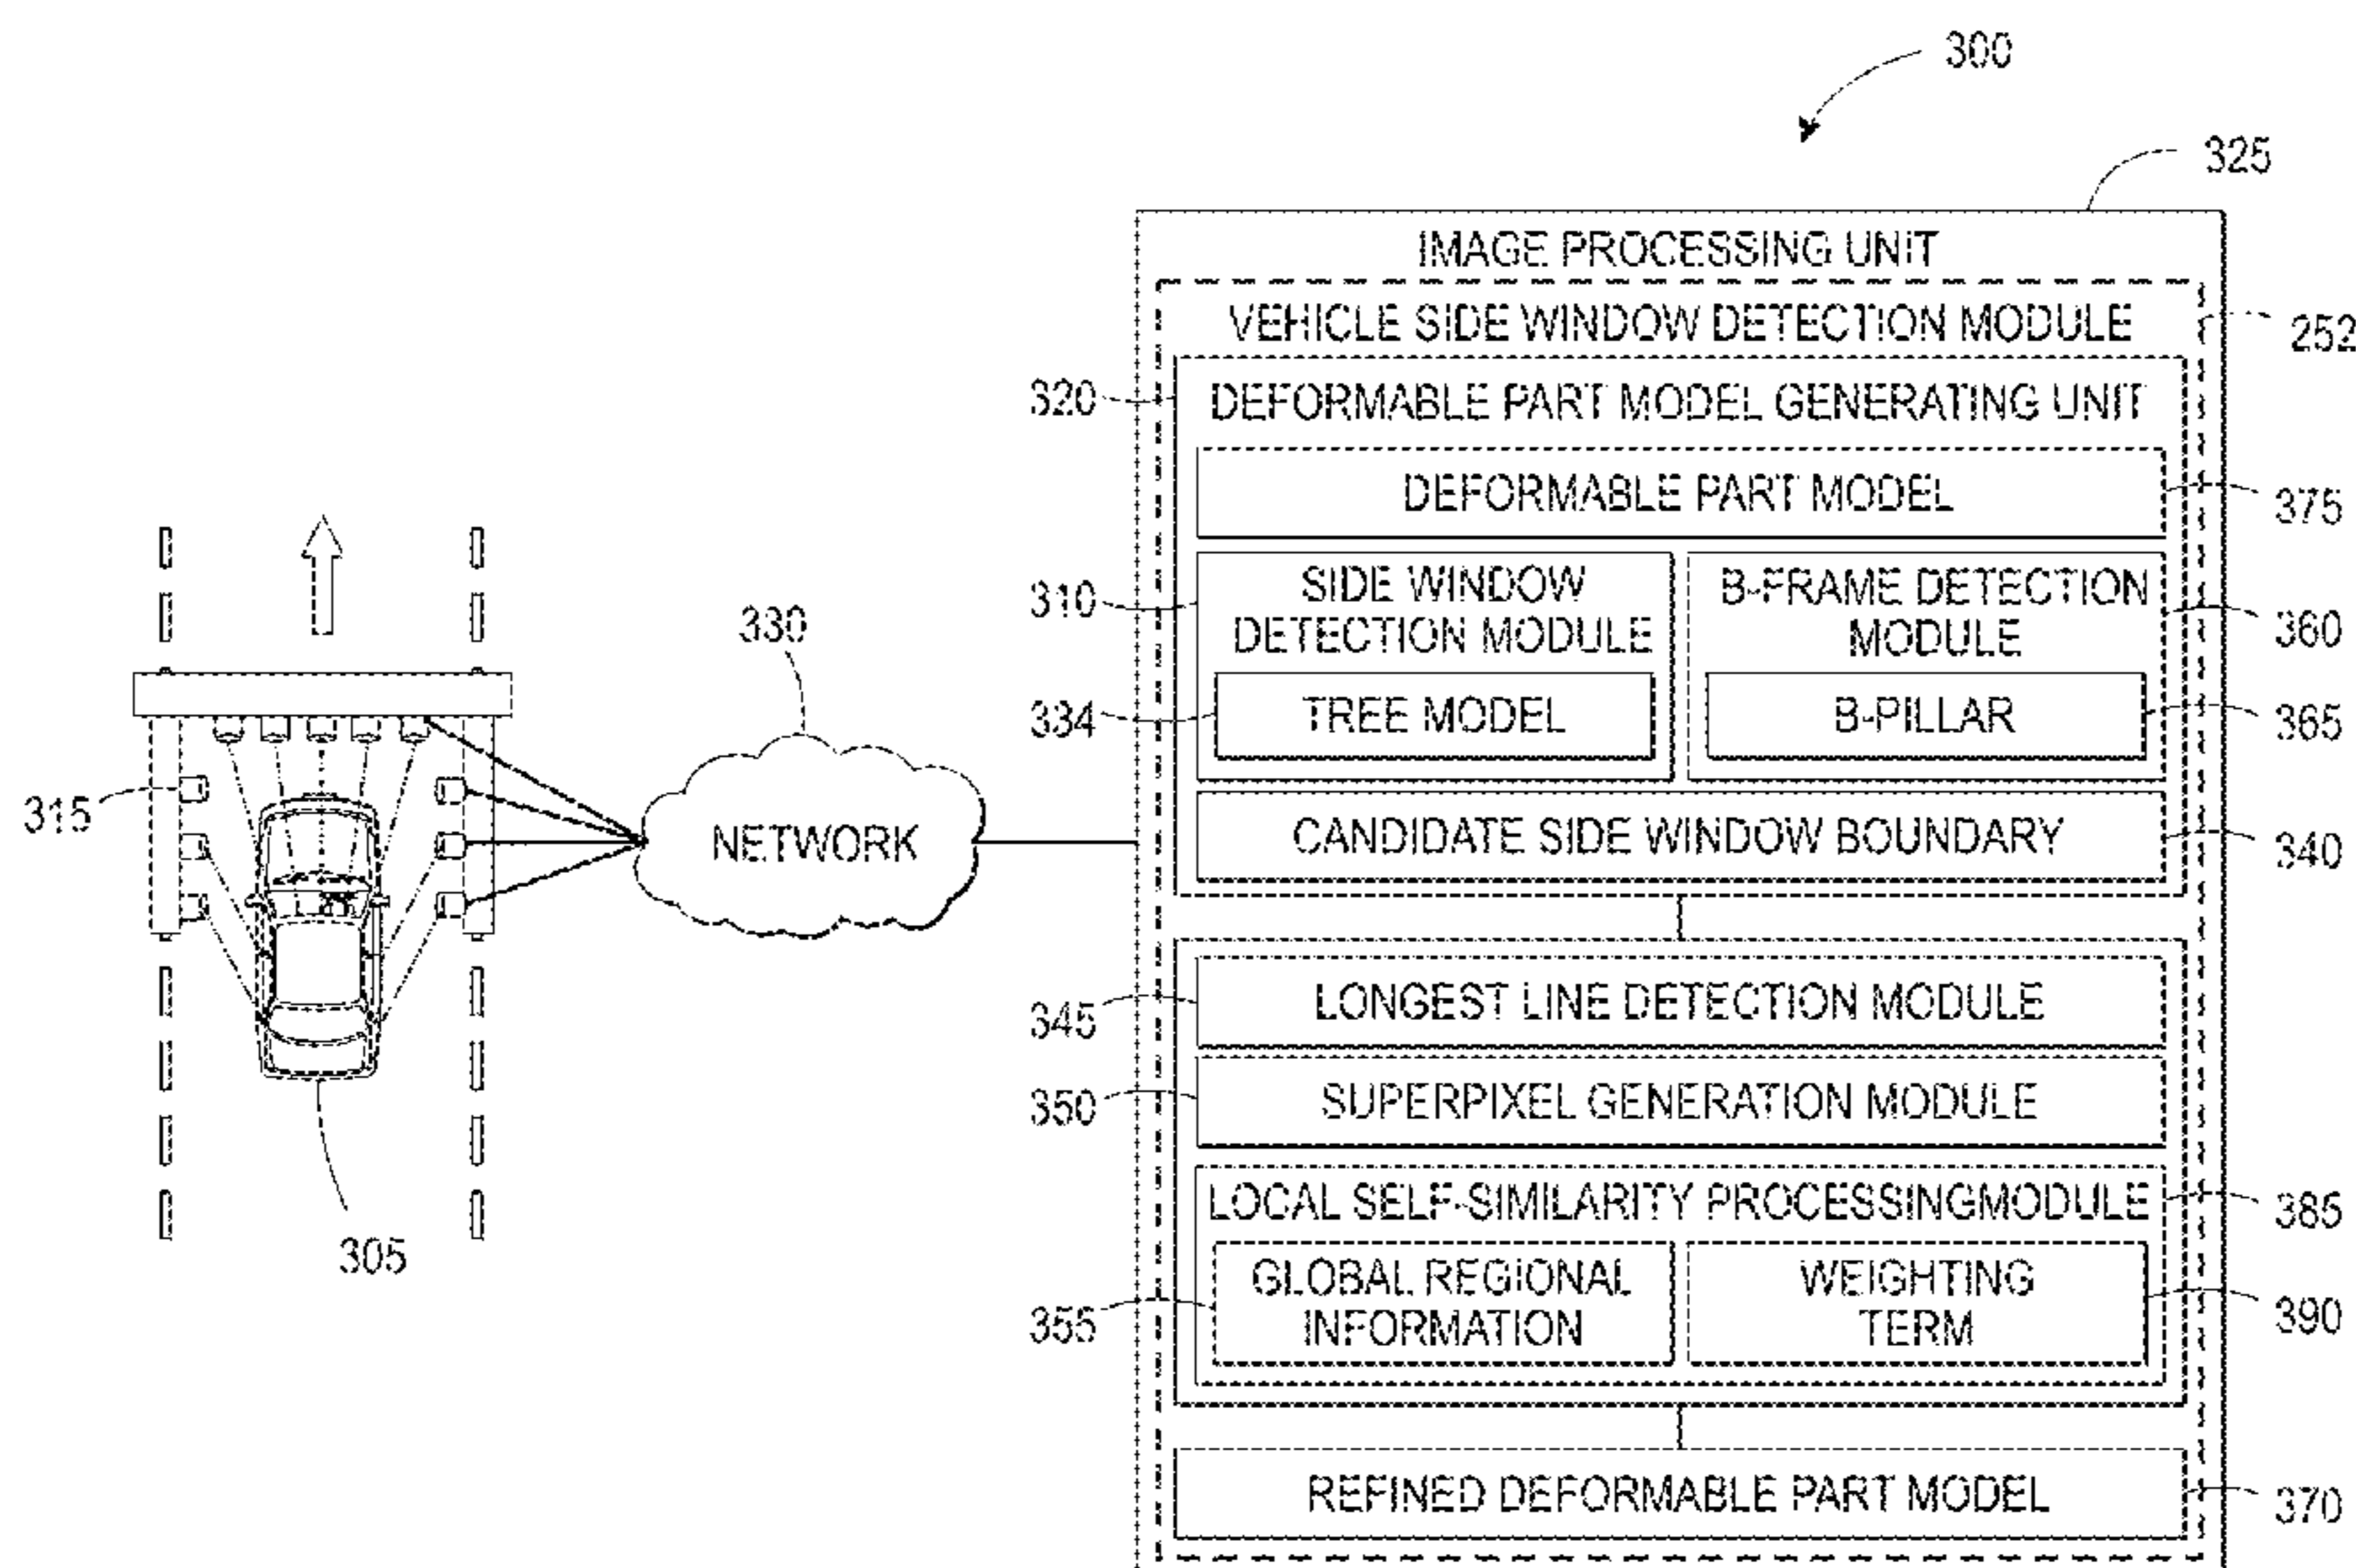 300
325
IMAGE PROCESSING UNIT
VEHICLE SIDE WINDOW DETECTION MODULE
252
320
DEFORMABLE PART MODEL GENERATING UNIT
DEFORMABLE PART MODEL
375
310
SIDE WINDOW
DETECTION MODULE
B-FRAME DETECTION
MODULE
360
334
TREE MODEL
B-PILLAR
365
330
NETWORK
315
CANDIDATE SIDE WINDOW BOUNDARY
340
345
LONGEST LINE DETECTION MODULE
350
SUPERPIXEL GENERATION MODULE
LOCAL SELF-SIMILARITY PROCESSINGMODULE
385
355
GLOBAL REGIONAL
INFORMATION
WEIGHTING
TERM
390
305
REFINED DEFORMABLE PART MODEL
370